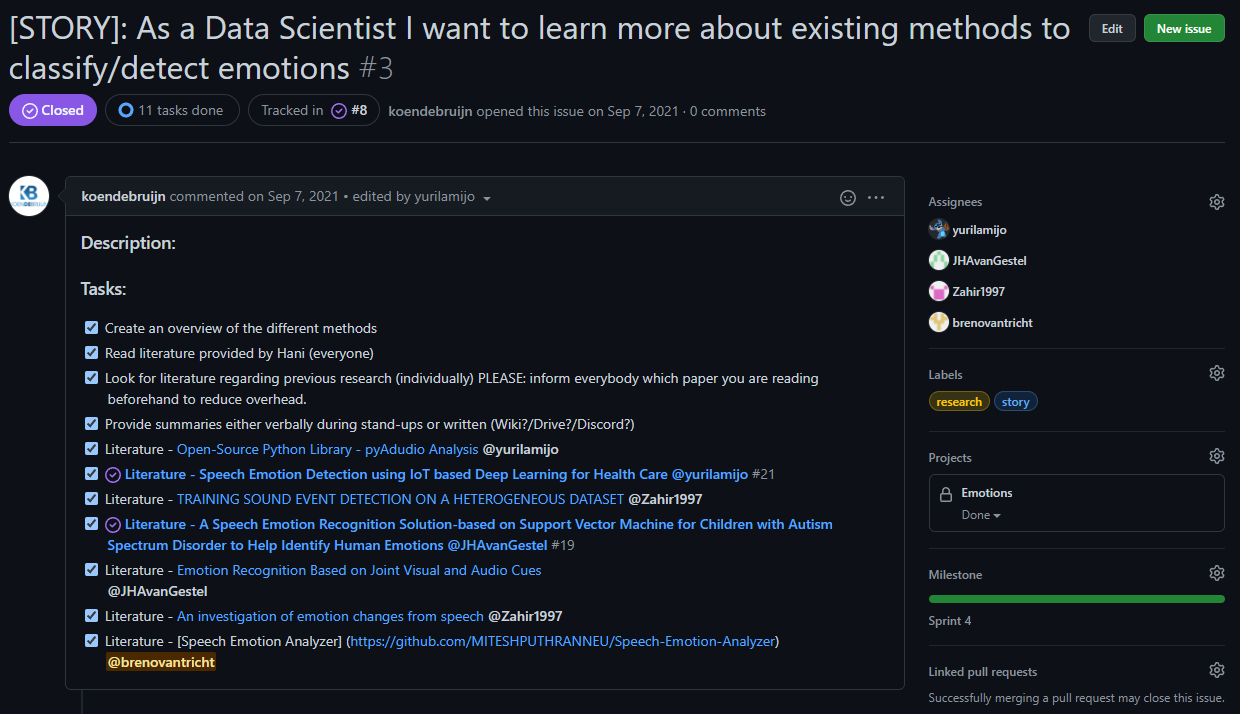 [STORY]: As a Data Scientist I want to learn more about existing methods to
classify/detect emotions #3
Edit
New issue
Closed
11 tasks done
Tracked in #8
koendebruijn opened this issue on Sep 7, 2021 · 0 comments
KB
koendebruijn commented on Sep 7, 2021 • edited by yurilamijo
Description:
Tasks:
Create an overview of the different methods
Read literature provided by Hani (everyone)
Look for literature regarding previous research (individually) PLEASE: inform everybody which paper you are reading
beforehand to reduce overhead.
Provide summaries either verbally during stand-ups or written (Wiki?/Drive?/Discord?)
Literature - Open-Source Python Library - pyAdudio Analysis @yurilamijo
Literature - Speech Emotion Detection using IoT based Deep Learning for Health Care @yurilamijo #21
Literature - TRAINING SOUND EVENT DETECTION ON A HETEROGENEOUS DATASET @Zahir1997
Literature - A Speech Emotion Recognition Solution-based on Support Vector Machine for Children with Autism
Spectrum Disorder to Help Identify Human Emotions @JHAvanGestel #19
Literature - Emotion Recognition Based on Joint Visual and Audio Cues
@JHAvanGestel
Literature - An investigation of emotion changes from speech @Zahir1997
Literature - [Speech Emotion Analyzer] (https://github.com/MITESHPUTHRANNEU/Speech-Emotion-Analyzer)
@brenovantricht
Assignees
yurilamijo
JHAvanGestel
Zahir1997
brenovantricht
Labels
research story
Projects
Emotions
Done
Milestone
Sprint 4
Linked pull requests
Successfully merging a pull request may close this issue.